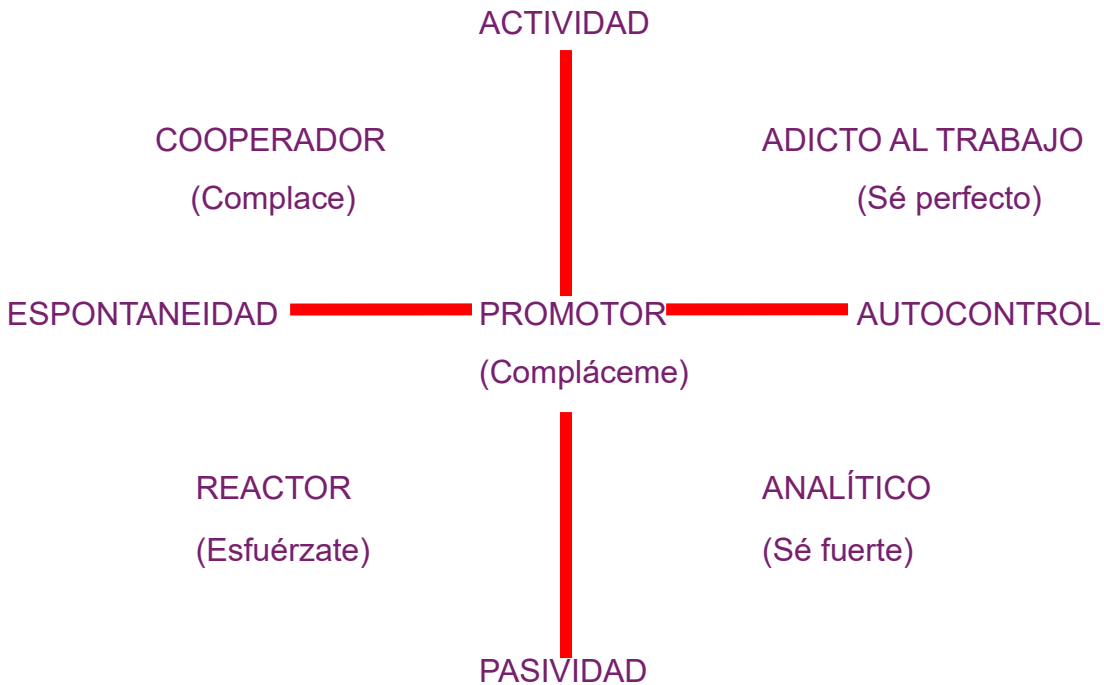 ACTIVIDAD
COOPERADOR
ADICTO AL TRABAJO
(Complace)
(Sé perfecto)
ESPONTANEIDAD
PROMOTOR
AUTOCONTROL
(Compláceme)
REACTOR
ANALÍTICO
(Esfuérzate)
(Sé fuerte)
PASIVIDAD